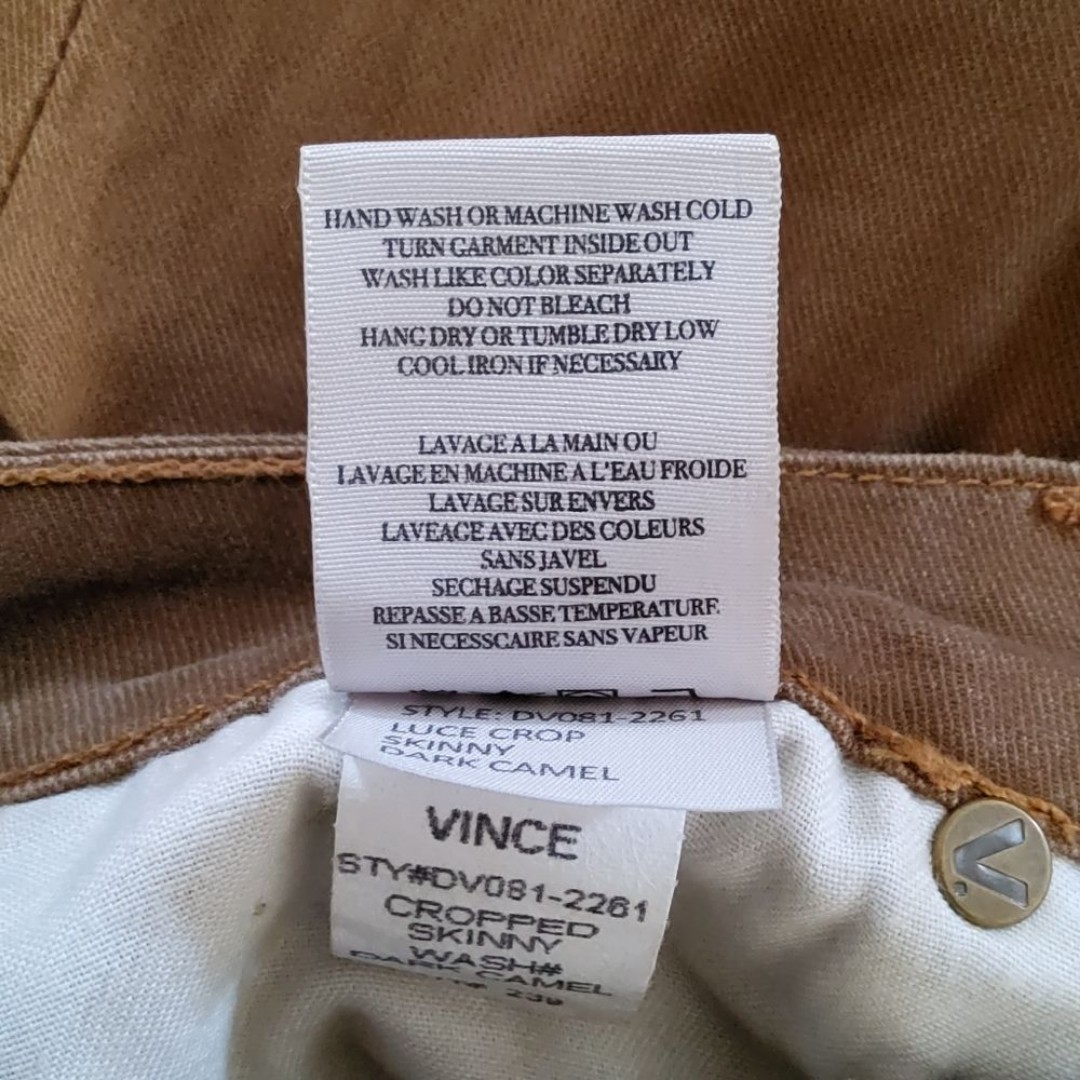 HAND WASH OR MACHINE WASH COLD
TURN GARMENT INSIDE OUT
WASH LIKE COLOR SEPARATELY
DO NOT BLEACH
HANG DRY OR TUMBLE DRY LOW
COOL IRON IF NECESSARY
LAVAGE A LA MAIN OU
LAVAGE EN MACHINE A L'EAU FROIDE
LAVAGE SUR ENVERS
LAVEAGE AVEC DES COLEURS
SANS JAVEL
SECHAGE SUSPENDU
REPASSE A BASSE TEMPERATURE
SI NECESSCAIRE SANS VAPEUR
STYLE: DV081-2261
LUCE CROP
SKINNY
DARK CAMEL
VINCE
STY#DV081-2261
CROPPED
SKINNY
WASH#
DARK CAMEL
V.